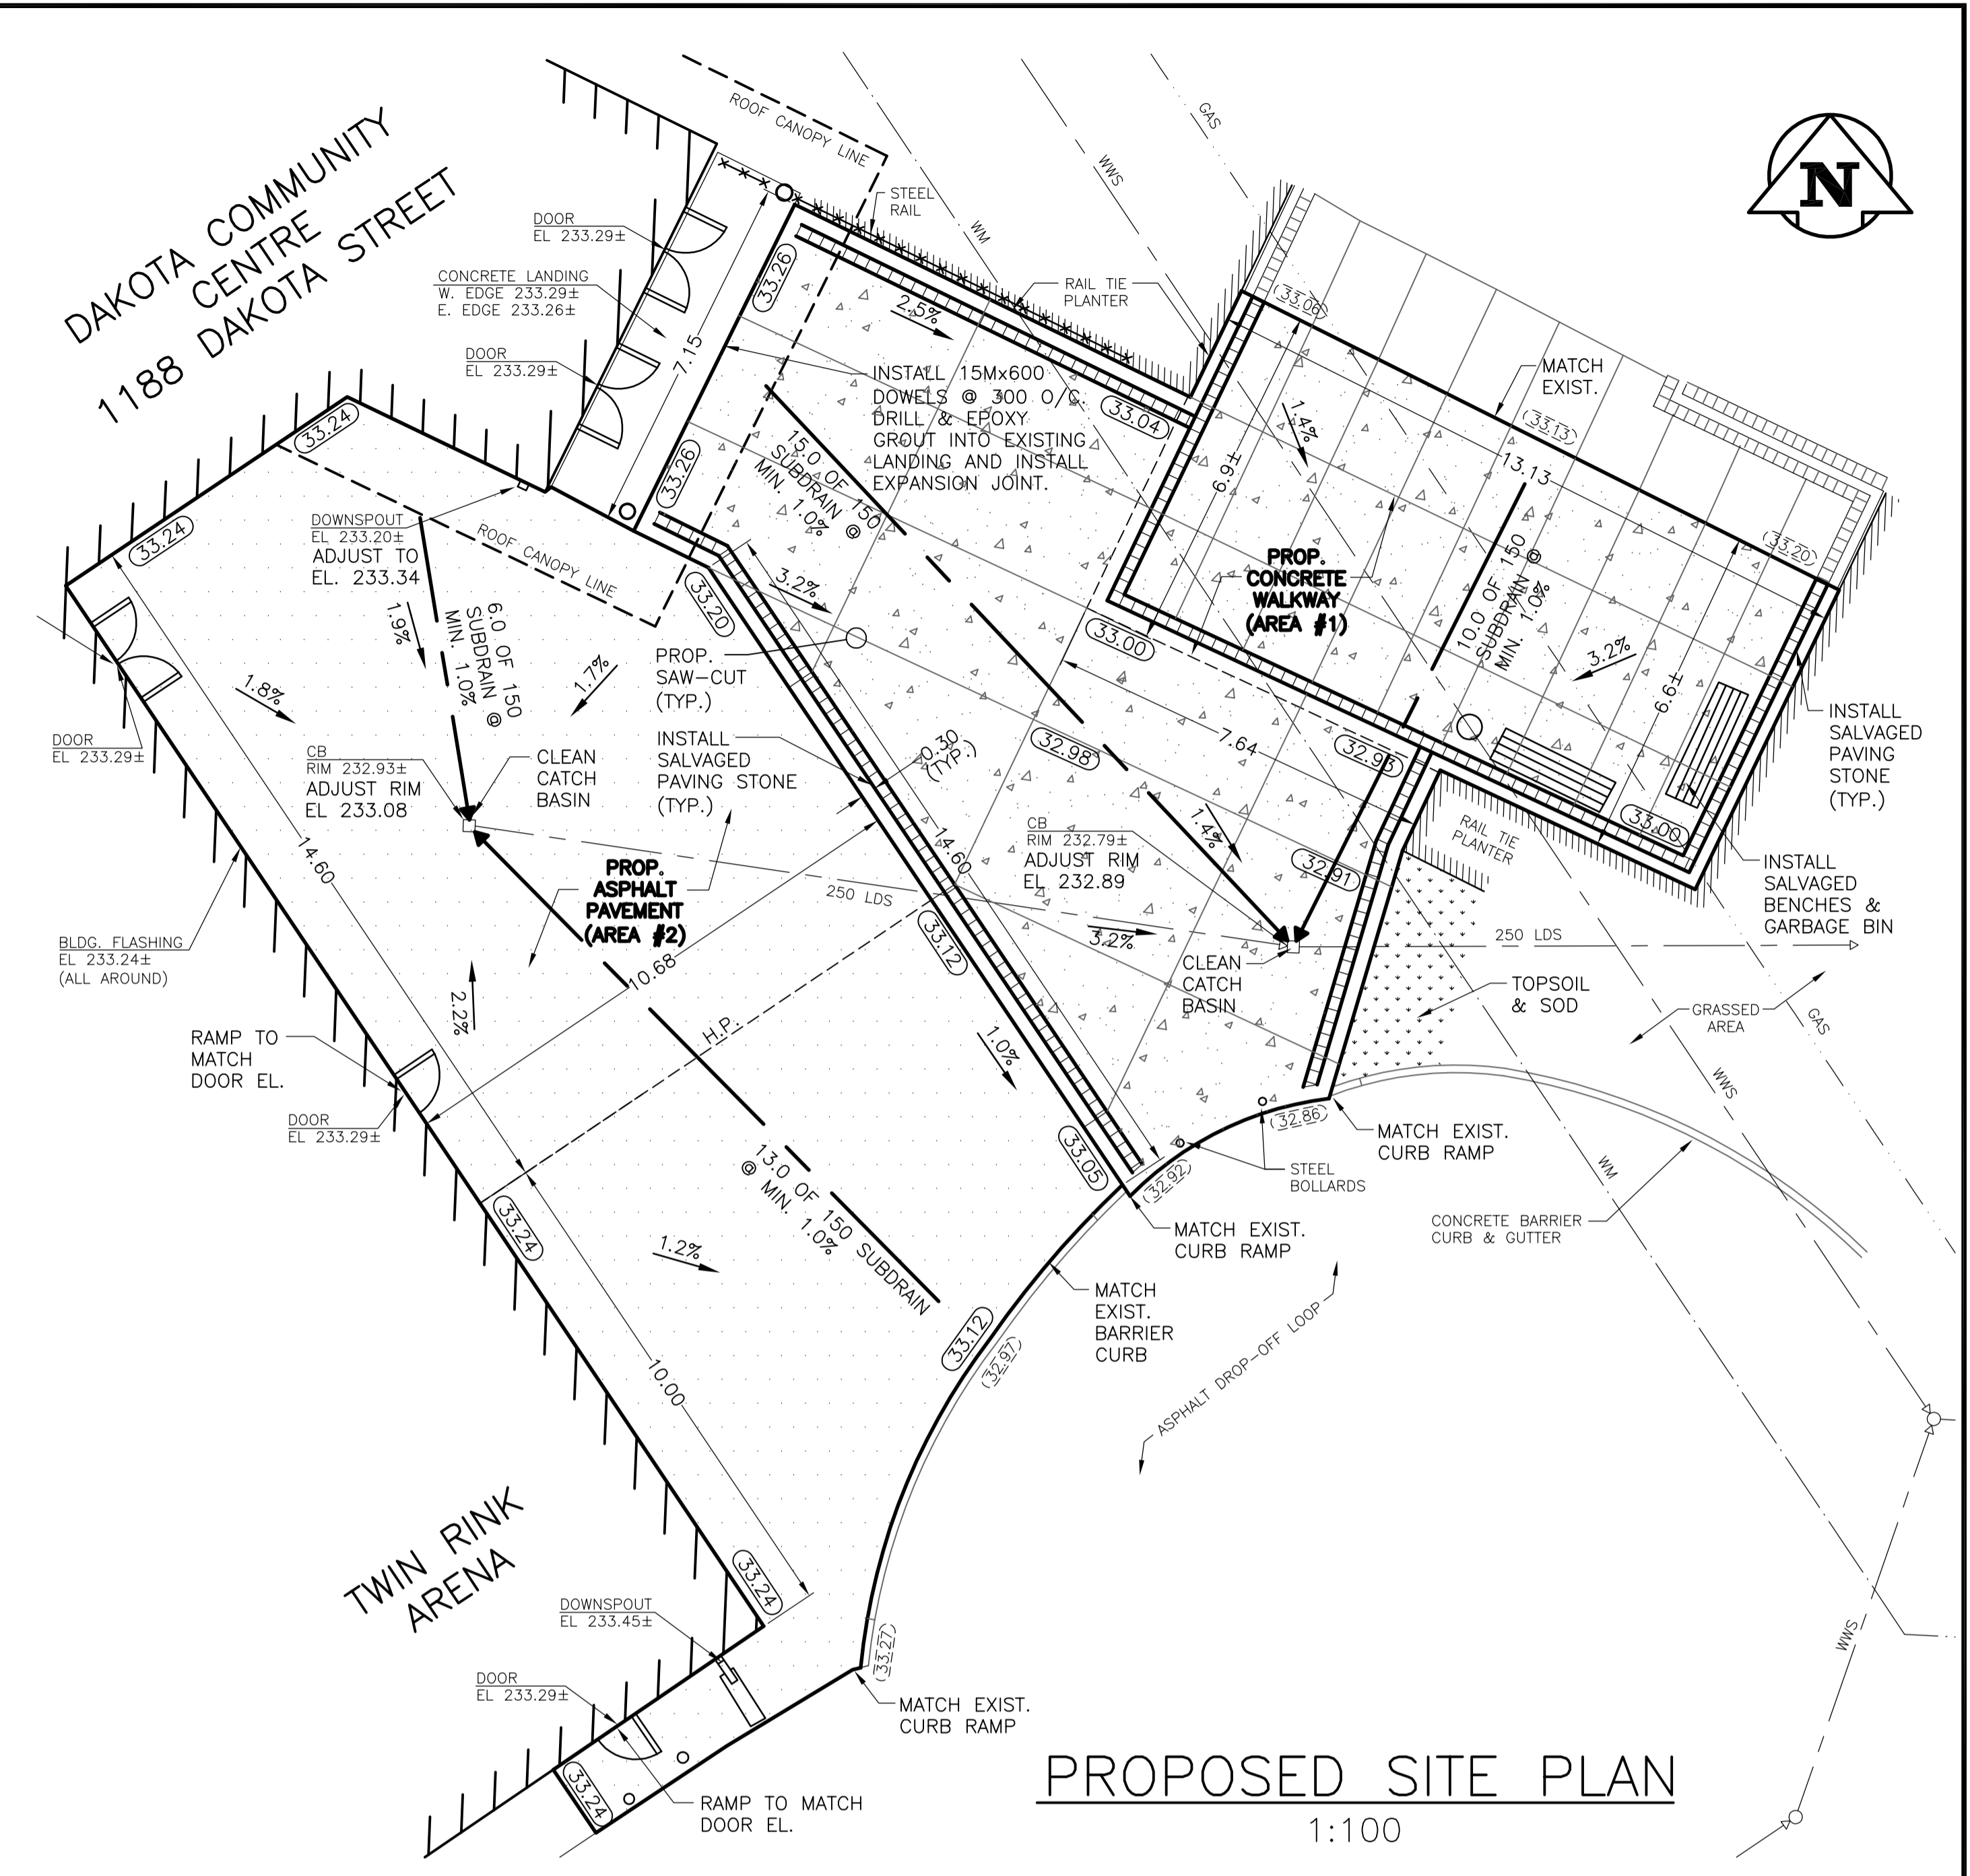 DAKOTA COMMUNITY
CENTRE
1188 DAKOTA STREET
ROOF CANOPY LINE
GAS
WWS
WM
N
STEEL
RAIL
DOOR
EL 233.29±
CONCRETE LANDING
W. EDGE 233.29±
E. EDGE 233.26±
DOOR
EL 233.29±
7.15
33.26
33.26
2.5%
RAIL TIE
PLANTER
(33.06)
MATCH
EXIST.
(33.13)
13.13
(33.20)
INSTALL 15Mx600
DOWELS @ 300 O/C.
DRILL & EPOXY
GROUT INTO EXISTING
LANDING AND INSTALL
EXPANSION JOINT.
33.04
1.4%
6.9±
15.0 OF 150
SUBDRAIN @
MIN. 1.0%
33.24
33.24
DOWNSPOUT
EL 233.20±
ADJUST TO
EL. 233.34
ROOF CANOPY LINE
1.9%
6.0 OF 150
SUBDRAIN @
MIN. 1.0%
1.7%
1.8%
33.20
3.2%
PROP.
SAW-CUT
(TYP.)
PROP.
CONCRETE
WALKWAY
(AREA #1)
33.00
10.0 OF 150
SUBDRAIN @
MIN. 1.0%
3.2%
6.6±
INSTALL
SALVAGED
PAVING
STONE
(TYP.)
DOOR
EL 233.29±
CB
RIM 232.93±
ADJUST RIM
EL 233.08
CLEAN
CATCH
BASIN
INSTALL
SALVAGED
PAVING STONE
(TYP.)
0.30
(TYP.)
32.98
7.64
32.93
33.00
RAIL TIE
PLANTER
INSTALL
SALVAGED
BENCHES &
GARBAGE BIN
14.60
14.60
CB
RIM 232.79±
ADJUST RIM
EL 232.89
1.4%
32.91
PROP.
ASPHALT
PAVEMENT
(AREA #2)
250 LDS
3.2%
250 LDS
BLDG. FLASHING
EL 233.24±
(ALL AROUND)
33.12
10.68
CLEAN
CATCH
BASIN
TOPSOIL
& SOD
GRASSED
AREA
GAS
2.2%
H.P.
1.0%
RAMP TO
MATCH
DOOR EL.
DOOR
EL 233.29±
WWS
(32.86)
MATCH EXIST.
CURB RAMP
33.05
(32.92)
STEEL
BOLLARDS
WM
13.0 OF 150 SUBDRAIN
@ MIN. 1.0%
33.24
1.2%
MATCH EXIST.
CURB RAMP
CONCRETE BARRIER
CURB & GUTTER
MATCH
EXIST.
BARRIER
CURB
33.12
(32.97)
ASPHALT DROP-OFF LOOP
10.00
TWIN RINK
ARENA
33.24
DOWNSPOUT
EL 233.45±
(33.27)
WWS
DOOR
EL 233.29±
MATCH EXIST.
CURB RAMP
33.24
RAMP TO MATCH
DOOR EL.
PROPOSED SITE PLAN
1:100